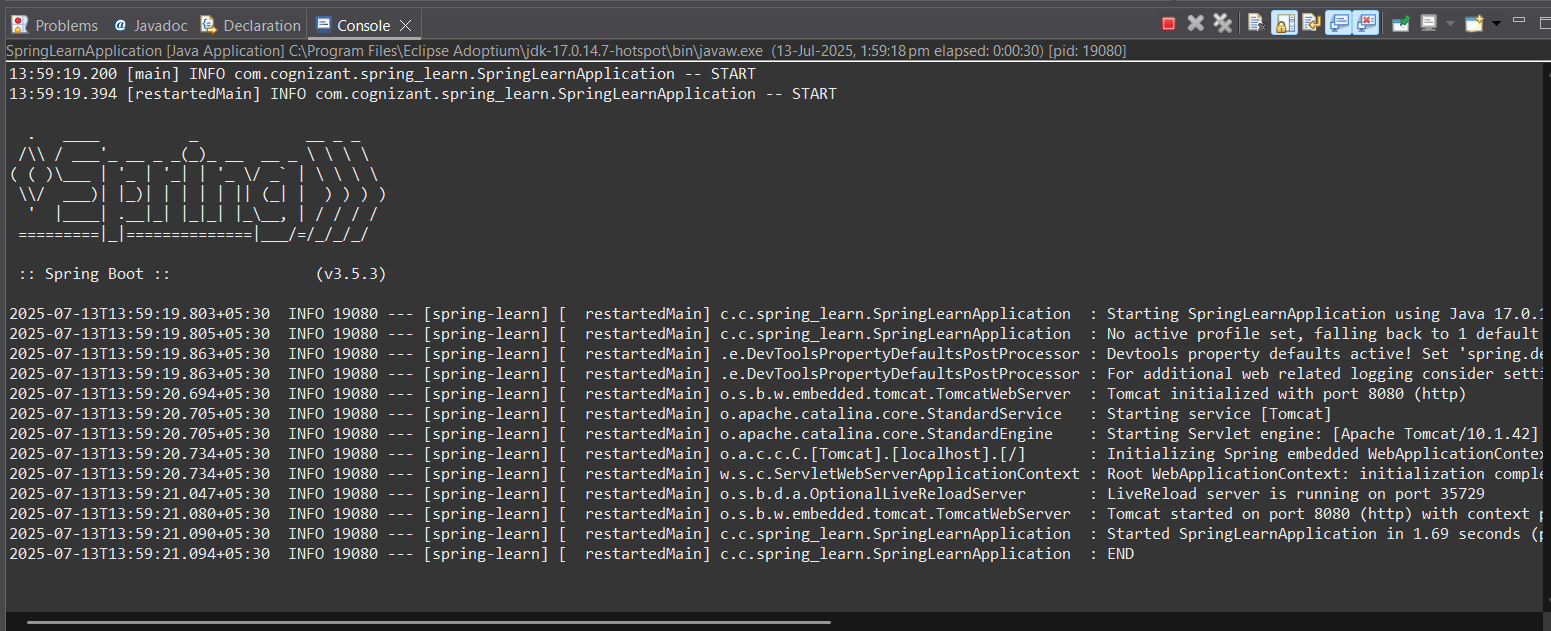 Problems Javadoc Declaration Console
SpringLearnApplication [Java Application] C:\Program Files\Eclipse Adoptium\jdk-17.0.14.7-hotspot\bin\javaw.exe (13-Jul-2025, 1:59:18 pm elapsed: 0:00:30) [pid: 19080]
13:59:19.200 [main] INFO com.cognizant.spring_learn.SpringLearnApplication -- START
13:59:19.394 [restartedMain] INFO com.cognizant.spring_learn.SpringLearnApplication -- START
  .   ____          _            __ _ _
 /\\ / ___'_ __ _ _(_)_ __  __ _ \ \ \ \
( ( )\___ | '_ | '_| | '_ \/ _` | \ \ \ \
 \\/  ___)| |_)| | | | | || (_| |  ) ) ) )
  '  |____| .__|_| |_|_| |_\__, | / / / /
 =========|_|==============|___/=/_/_/_/
 :: Spring Boot ::                (v3.5.3)
2025-07-13T13:59:19.803+05:30  INFO 19080 --- [spring-learn] [  restartedMain] c.c.spring_learn.SpringLearnApplication  : Starting SpringLearnApplication using Java 17.0.1
2025-07-13T13:59:19.805+05:30  INFO 19080 --- [spring-learn] [  restartedMain] c.c.spring_learn.SpringLearnApplication  : No active profile set, falling back to 1 default
2025-07-13T13:59:19.863+05:30  INFO 19080 --- [spring-learn] [  restartedMain] .e.DevToolsPropertyDefaultsPostProcessor : Devtools property defaults active! Set 'spring.de
2025-07-13T13:59:19.863+05:30  INFO 19080 --- [spring-learn] [  restartedMain] .e.DevToolsPropertyDefaultsPostProcessor : For additional web related logging consider setti
2025-07-13T13:59:20.694+05:30  INFO 19080 --- [spring-learn] [  restartedMain] o.s.b.w.embedded.tomcat.TomcatWebServer  : Tomcat initialized with port 8080 (http)
2025-07-13T13:59:20.705+05:30  INFO 19080 --- [spring-learn] [  restartedMain] o.apache.catalina.core.StandardService   : Starting service [Tomcat]
2025-07-13T13:59:20.705+05:30  INFO 19080 --- [spring-learn] [  restartedMain] o.apache.catalina.core.StandardEngine    : Starting Servlet engine: [Apache Tomcat/10.1.42]
2025-07-13T13:59:20.734+05:30  INFO 19080 --- [spring-learn] [  restartedMain] o.a.c.c.C.[Tomcat].[localhost].[/]       : Initializing Spring embedded WebApplicationContex
2025-07-13T13:59:20.734+05:30  INFO 19080 --- [spring-learn] [  restartedMain] w.s.c.ServletWebServerApplicationContext : Root WebApplicationContext: initialization comple
2025-07-13T13:59:21.047+05:30  INFO 19080 --- [spring-learn] [  restartedMain] o.s.b.d.a.OptionalLiveReloadServer       : LiveReload server is running on port 35729
2025-07-13T13:59:21.080+05:30  INFO 19080 --- [spring-learn] [  restartedMain] o.s.b.w.embedded.tomcat.TomcatWebServer  : Tomcat started on port 8080 (http) with context p
2025-07-13T13:59:21.090+05:30  INFO 19080 --- [spring-learn] [  restartedMain] c.c.spring_learn.SpringLearnApplication  : Started SpringLearnApplication in 1.69 seconds (p
2025-07-13T13:59:21.094+05:30  INFO 19080 --- [spring-learn] [  restartedMain] c.c.spring_learn.SpringLearnApplication  : END